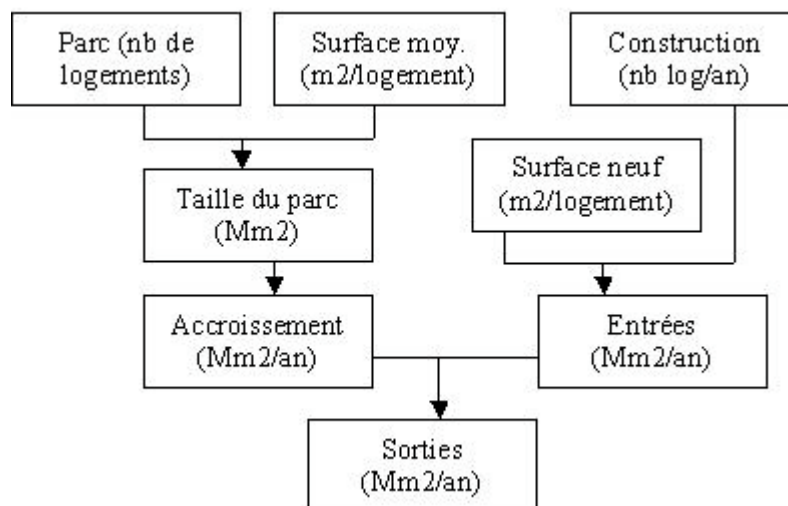 Parc (nb de
logements)
Surface moy.
(m2/logement)
Construction
(nb log/an)
Taille du parc
(Mm2)
Surface neuf
(m2/logement)
Accroissement
(Mm2/an)
Entrées
(Mm2/an)
Sorties
(Mm2/an)